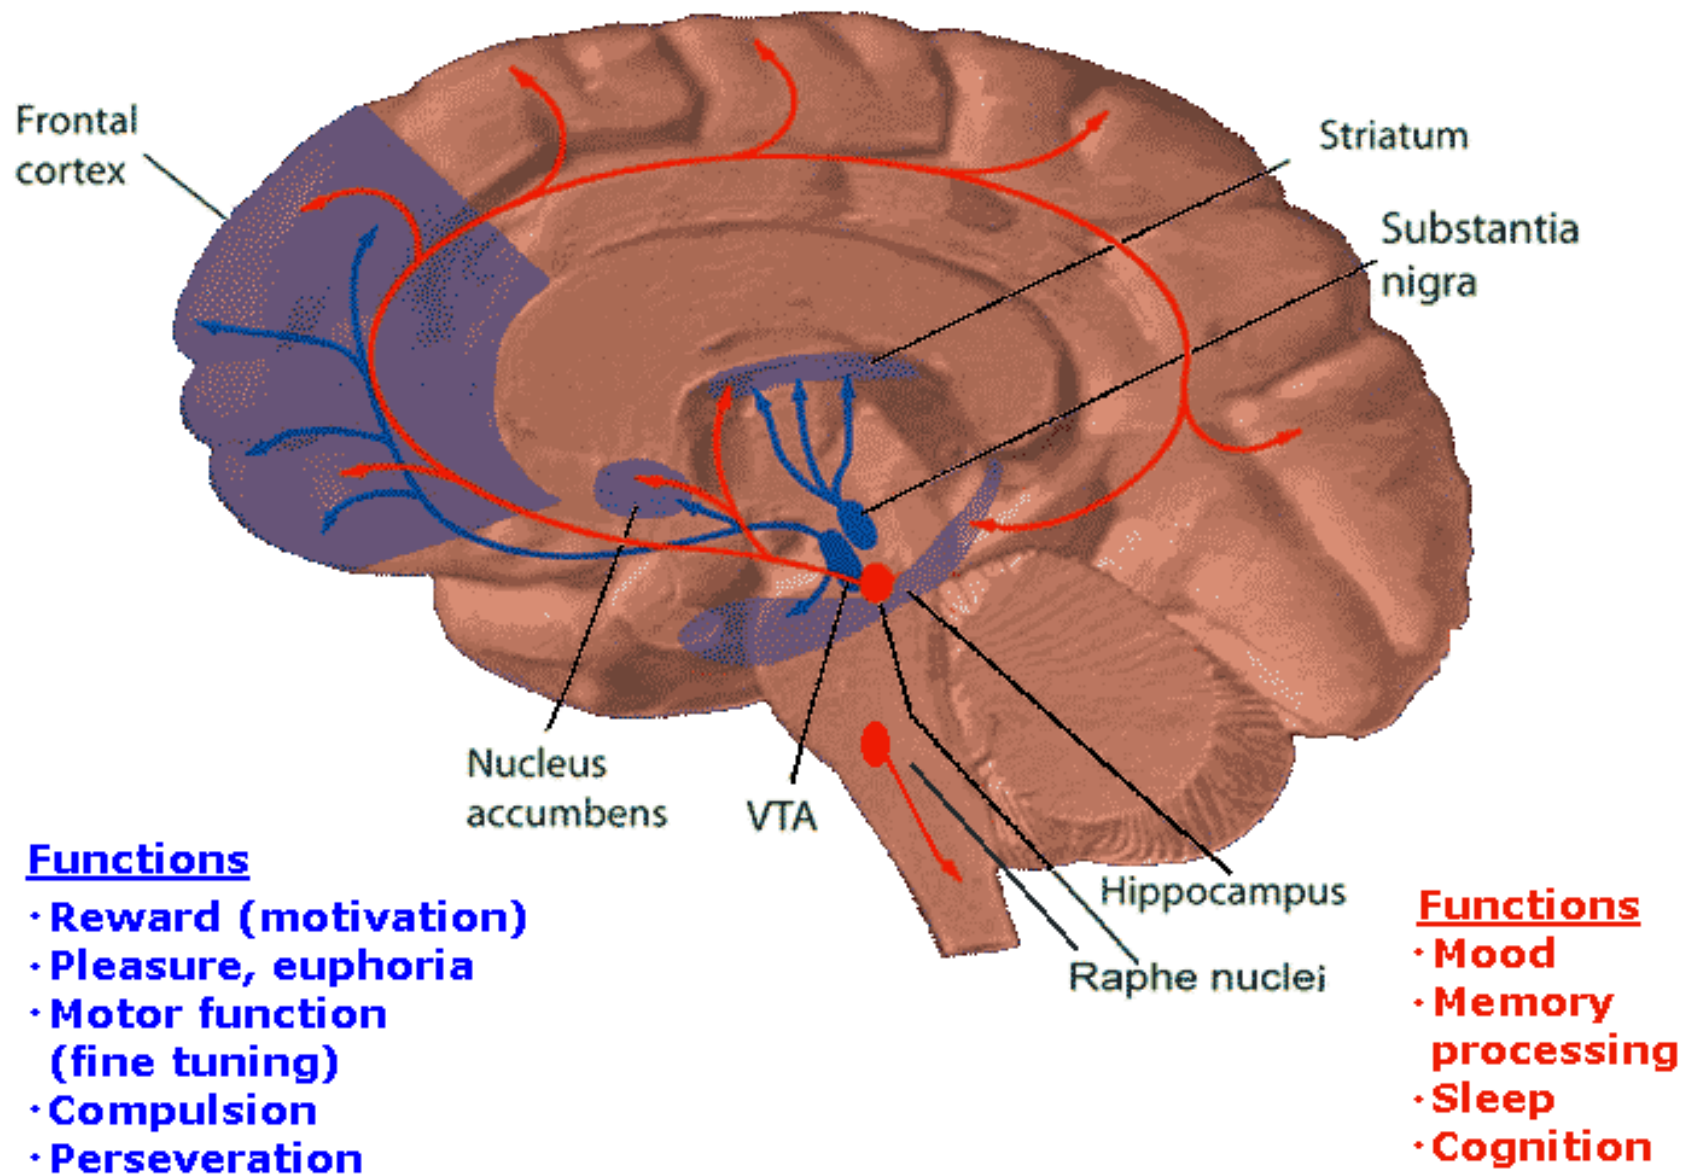 Frontal
cortex
Striatum
Substantia
nigra
Nucleus
accumbens
VTA
Hippocampus
Raphe nuclei
Functions
· Reward (motivation)
· Pleasure, euphoria
· Motor function
(fine tuning)
· Compulsion
· Perseveration
Functions
· Mood
· Memory
processing
· Sleep
· Cognition